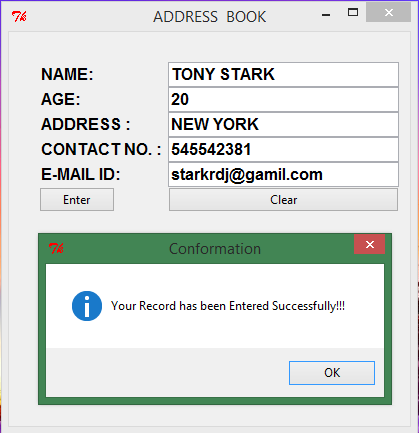 ADDRESS BOOK
NAME: TONY STARK
AGE: 20
ADDRESS : NEW YORK
CONTACT NO. : 545542381
E-MAIL ID: starkrdj@gamil.com
Enter Clear
Conformation
Your Record has been Entered Successfully!!!
OK